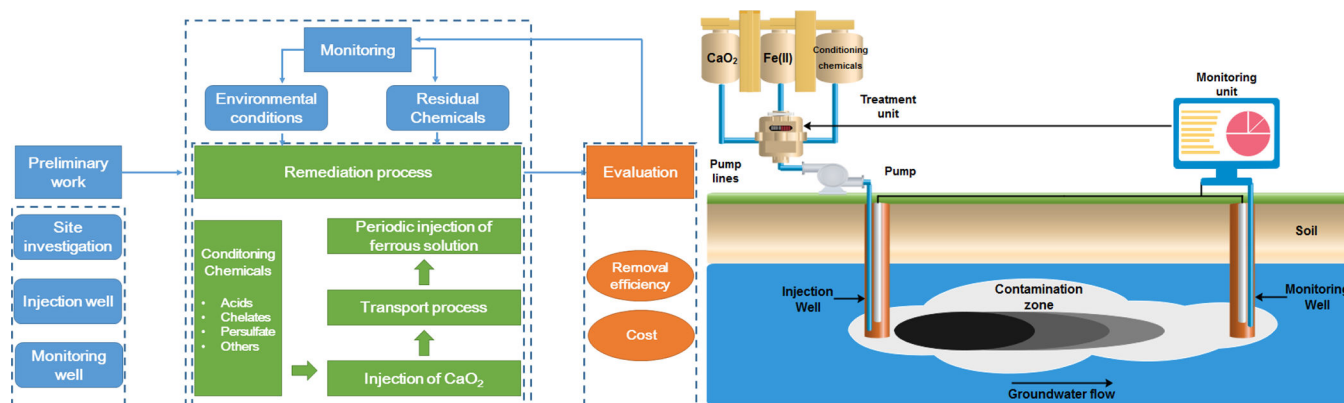 Monitoring
Environmental
conditions
Residual
Chemicals
Preliminary
work
Remediation process
Evaluation
Site
investigation
Injection well
Monitoring
well
Conditoning
Chemicals
• Acids
• Chelates
• Persulfate
• Others
Periodic injection of
ferrous solution
Transport process
Injection of CaO₂
Removal
efficiency
Cost
CaO₂
Fe(II)
Conditioning
chemicals
Treatment
unit
Monitoring
unit
Pump
lines
Pump
Soil
Injection
Well
Contamination
zone
Monitoring
Well
Groundwater flow